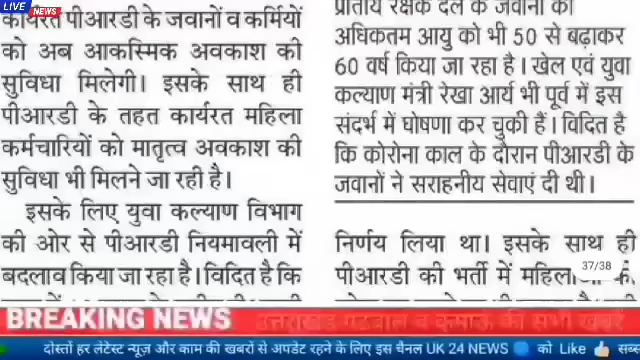 LIVE
NEWS
कार्यरत पीआरडी के जवानों व कर्मियों
को अब आकस्मिक अवकाश की
सुविधा मिलेगी। इसके साथ ही
पीआरडी के तहत कार्यरत महिला
कर्मचारियों को मातृत्व अवकाश की
सुविधा भी मिलने जा रही है।
इसके लिए युवा कल्याण विभाग
की ओर से पीआरडी नियमावली में
बदलाव किया जा रहा है। विदित है कि
प्रांतीय रक्षक दल के जवानों की
अधिकतम आयु को भी 50 से बढ़ाकर
60 वर्ष किया जा रहा है। खेल एवं युवा
कल्याण मंत्री रेखा आर्य भी पूर्व में इस
संदर्भ में घोषणा कर चुकी हैं। विदित है
कि कोरोना काल के दौरान पीआरडी के
जवानों ने सराहनीय सेवाएं दी थी।
निर्णय लिया था। इसके साथ ही
पीआरडी की भर्ती में
37/38
BREAKING NEWS
उत्तराखंड गढ़वाल व कुमाऊं की सभी खबरें
दोस्तों हर लेटेस्ट न्यूज़ और काम की खबरों से अपडेट रहने के लिए इस चैनल UK 24 NEWS को Like